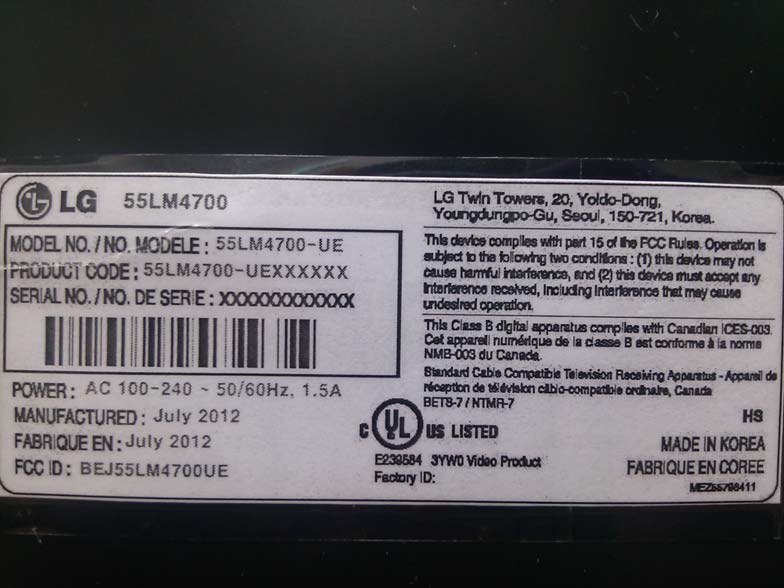 LG 55LM4700
MODEL NO. / NO. MODELE : 55LM4700-UE
PRODUCT CODE : 55LM4700-UEXXXXXX
SERIAL NO. / NO. DE SERIE : XXXXXXXXXXXX
POWER: AC 100-240 ~ 50/60Hz, 1.5A
MANUFACTURED : July 2012
FABRIQUE EN : July 2012
FCC ID: BEJ55LM4700UE
LG Twin Towers, 20, Yoido-Dong,
Youngdungpo-Gu, Seoul, 150-721, Korea.
This device complies with part 15 of the FCC Rules. Operation is
subject to the following two conditions : (1) this device may not
cause harmful interference, and (2) this device must accept any
interference received, including interference that may cause
undesired operation.
This Class B digital apparatus complies with Canadian ICES-003.
Cet appareil numérique de la classe B est conforme à la norme
NMB-003 du Canada.
Standard Cable Compatible Television Receiving Apparatus - Appareil de
réception de télévision câblo-compatible ordinaire, Canada
BETS-7 / NTMR-7
C UL US LISTED
E239584 3YW0 Video Product
Factory ID:
HS
MADE IN KOREA
FABRIQUE EN COREE
MEZ55798411